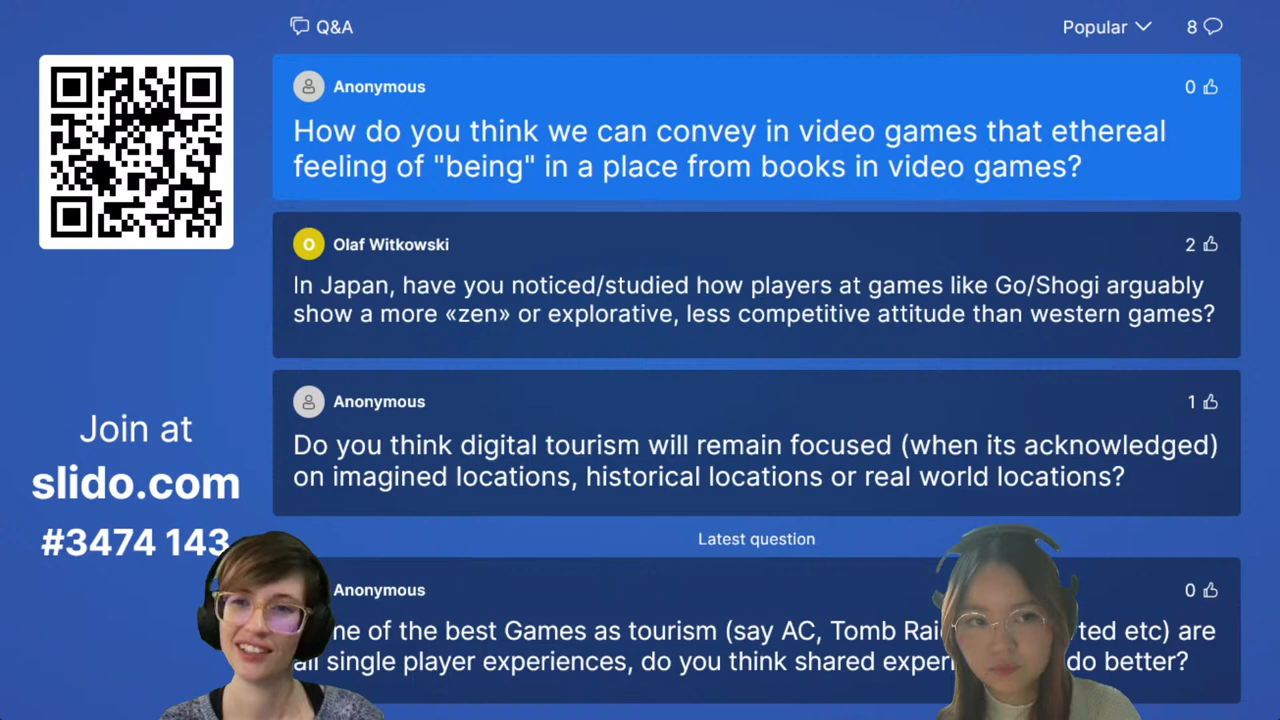 Q&A
Popular
8
Anonymous
0
How do you think we can convey in video games that ethereal
feeling of "being" in a place from books in video games?
O
Olaf Witkowski
2
In Japan, have you noticed/studied how players at games like Go/Shogi arguably
show a more «zen» or explorative, less competitive attitude than western games?
Anonymous
1
Do you think digital tourism will remain focused (when its acknowledged)
on imagined locations, historical locations or real world locations?
Join at
slido.com
#3474 143
Latest question
Anonymous
0
of the best Games as tourism (say AC, Tomb etc) are
all single player experiences, do you think shared do better?